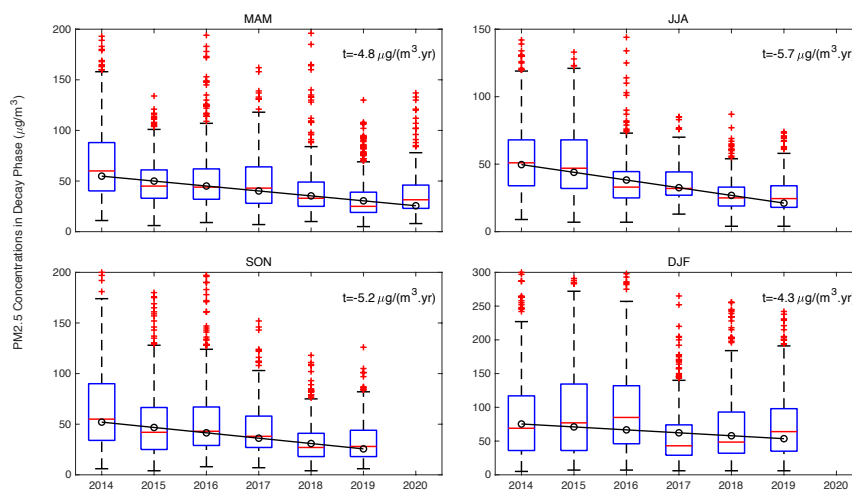 MAM
JJA
200
150
100
50
0
t=-4.8 μg/(m³.yr)
150
100
50
0
t=-5.7 μg/(m³.yr)
PM2.5 Concentrations in Decay Phase (μg/m³)
SON
DJF
200
150
100
50
0
t=-5.2 μg/(m³.yr)
300
250
200
150
100
50
0
t=-4.3 μg/(m³.yr)
2014 2015 2016 2017 2018 2019 2020
2014 2015 2016 2017 2018 2019 2020